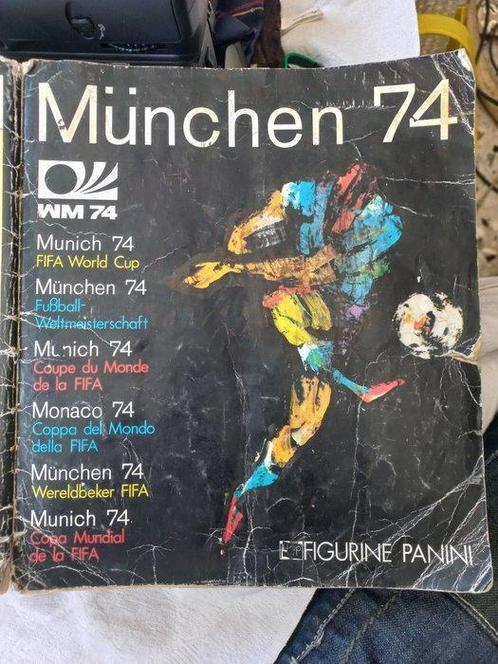 München 74
WM 74
Munich 74
FIFA World Cup
München 74
Fußball-
Weltmeisterschaft
Munich 74
Coupe du Monde
de la FIFA
Monaco 74
Coppa del Mondo
della FIFA
München 74
Wereldbeker FIFA
Munich 74
Copa Mundial
de la FIFA
FIGURINE PANINI